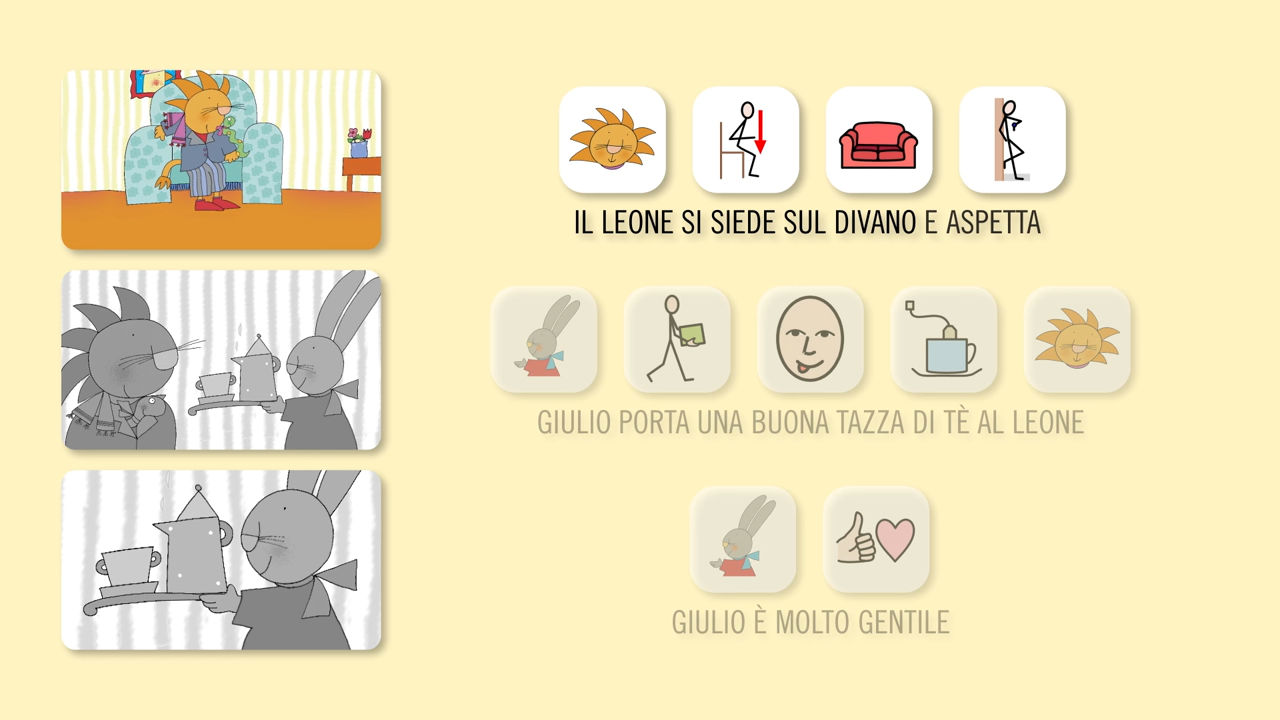 IL LEONE SI SIEDE SUL DIVANO E ASPETTA
GIULIO PORTA UNA BUONA TAZZA DI TÈ AL LEONE
GIULIO È MOLTO GENTILE